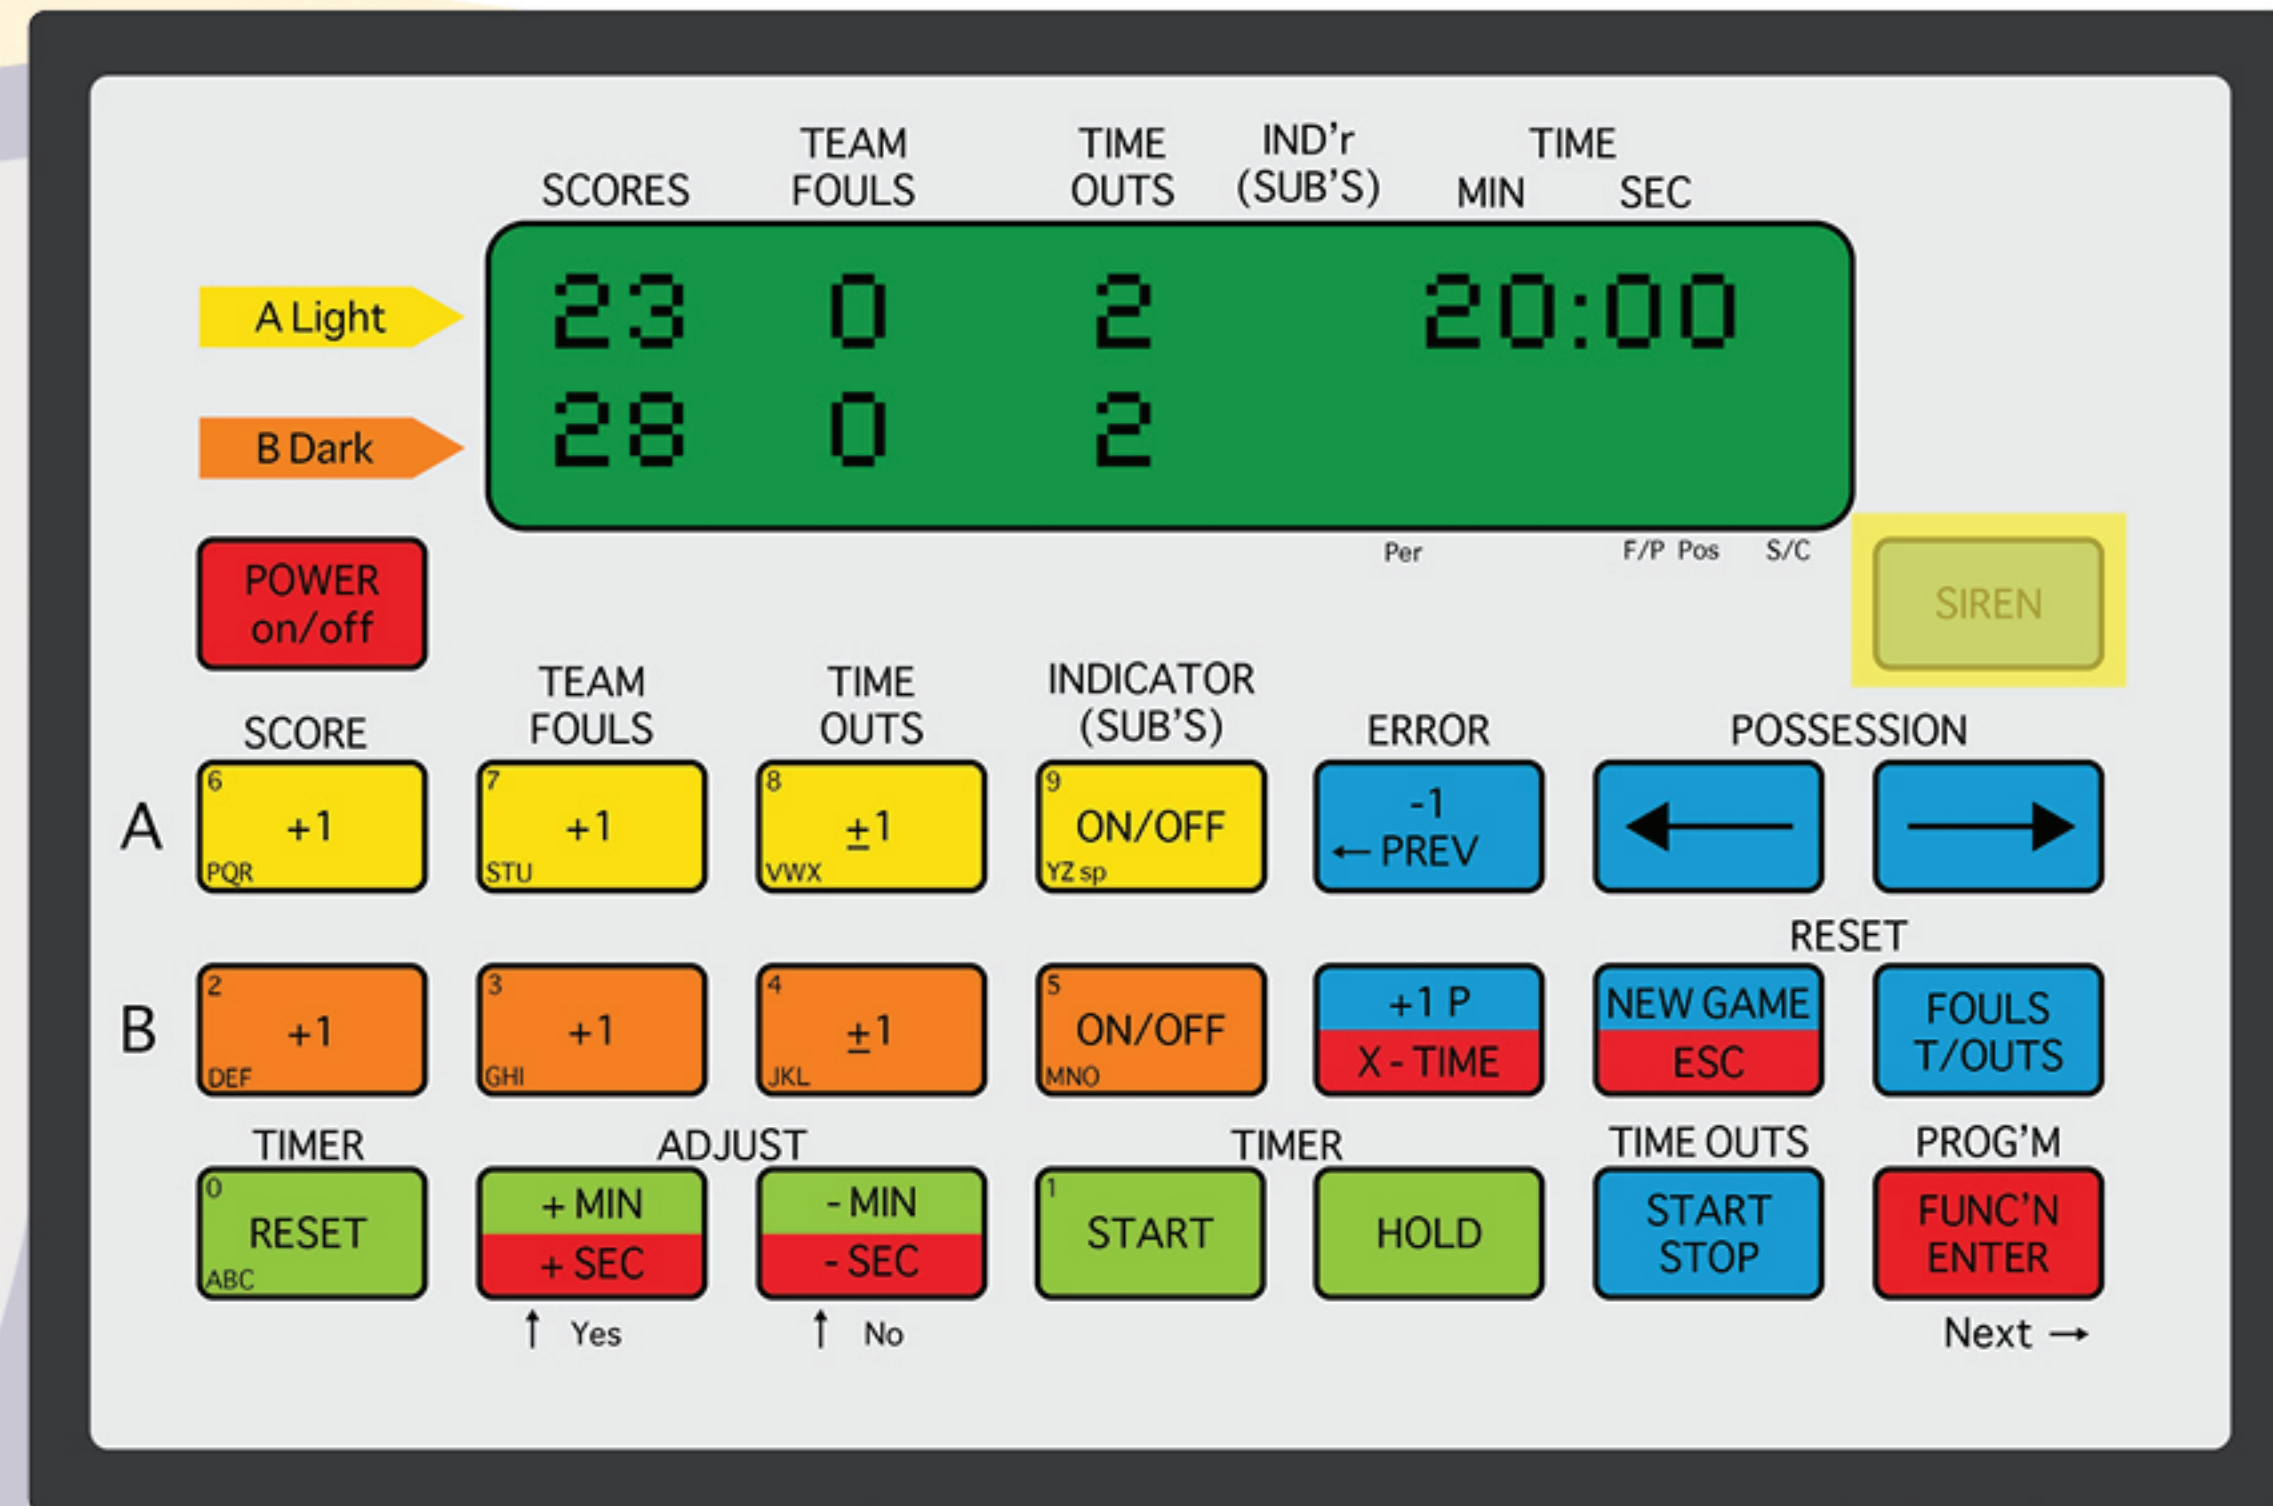 TEAM TIME IND'r TIME
SCORES FOULS OUTS (SUB'S) MIN SEC
A Light 23 0 2 20:00
B Dark 28 0 2
Per F/P Pos S/C
POWER
on/off
SIREN
TEAM TIME INDICATOR
SCORE FOULS OUTS (SUB'S) ERROR POSSESSION
A
6 +1 PQR
7 +1 STU
8 ±1 VWX
9 ON/OFF YZ sp
-1
← PREV
←
→
RESET
B
2 +1 DEF
3 +1 GHI
4 ±1 JKL
5 ON/OFF MNO
+1 P
X - TIME
NEW GAME
ESC
FOULS
T/OUTS
TIMER ADJUST TIMER TIME OUTS PROG'M
0 RESET ABC
+ MIN
+ SEC
- MIN
- SEC
1 START
HOLD
START
STOP
FUNC'N
ENTER
↑ Yes ↑ No Next →